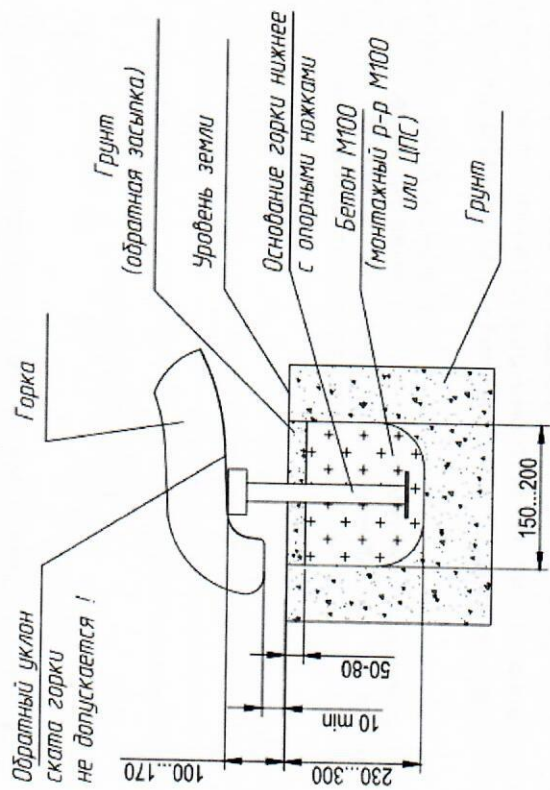 Обратный уклон
ската горки
не допускается !
Горка
Грунт
(обратная засыпка)
Уровень земли
Основание горки нижнее
с опорными ножками
Бетон М100
(монтажный р-р М100
или ЦПС)
Грунт
100...170
10 min
50-80
230...300
150...200